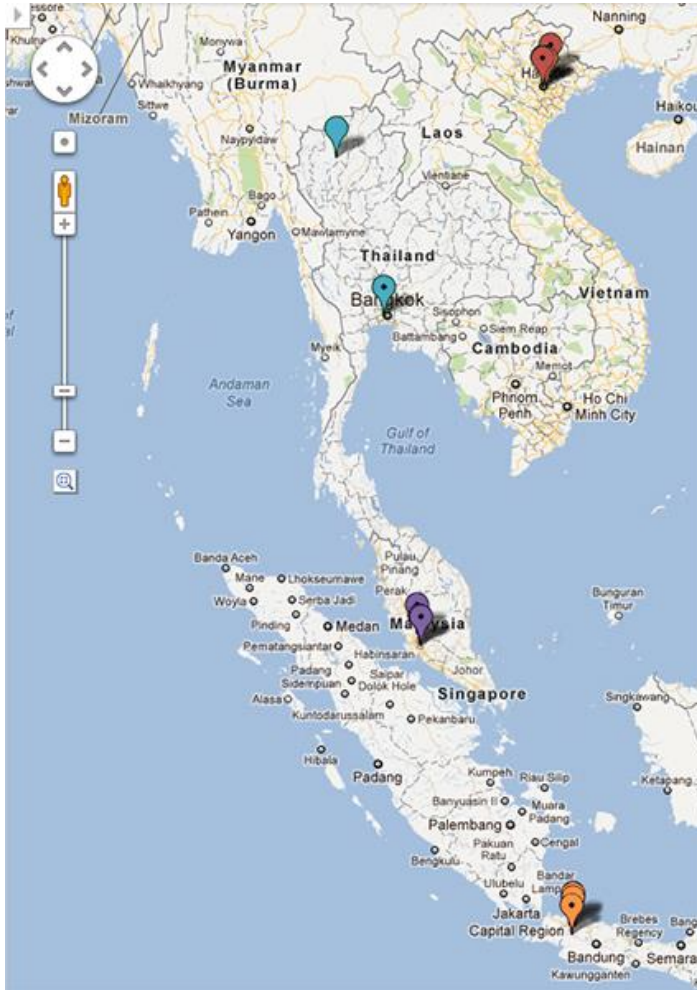 Nanning
Khulna
Monywa
Myanmar
(Burma)
Whaikhyang
Sittwe
Mizoram
Haikou
Hainan
Laos
Naypyidaw
Vientiane
Bago
Pathein
Yangon
Mawlamyine
Thailand
Vietnam
Bangkok
Sisophon
Siem Reap
Battambang
Myeik
Cambodia
Memot
Andaman
Sea
Phnom
Penh
Ho Chi
Minh City
Gulf of
Thailand
Banda Aceh
Pulau
Pinang
Mane
Lhokseumawe
Perak
Woyla
Serba Jadi
Bunguran
Timur
Pinding
Medan
Pematangsiantar
Habinsaran
Padang
Sidempuan
Saipar
Dolok Hole
Johor
Singapore
Alasa
Kuntodarussalam
Pekanbaru
Singkawang
Hibala
Padang
Kumpeh
Riau Silip
Ketapang
Banyuasin II
Muara
Padang
Palembang
Pakuan
Ratu
Cengal
Bengkulu
Ulubelu
Bandar
Jakarta
Capital Region
Brebes
Regency
Bandung
Kawungganten